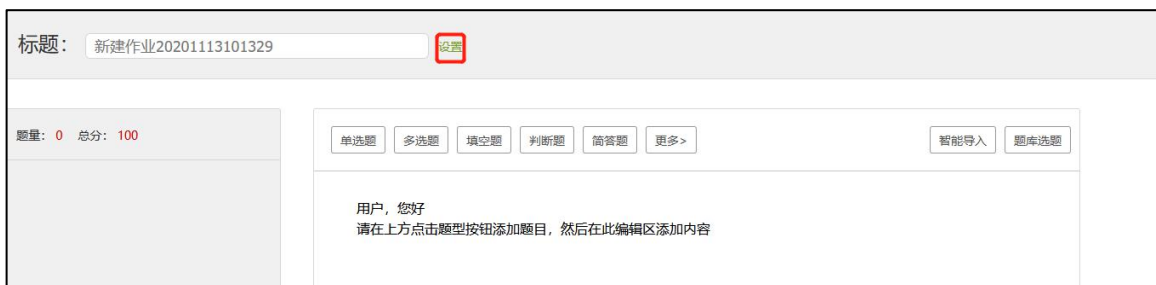 标题： 新建作业20201113101329 设置
题量：0 总分：100
单选题 多选题 填空题 判断题 简答题 更多> 智能导入 题库选题
用户，您好
请在上方点击题型按钮添加题目，然后在此编辑区添加内容